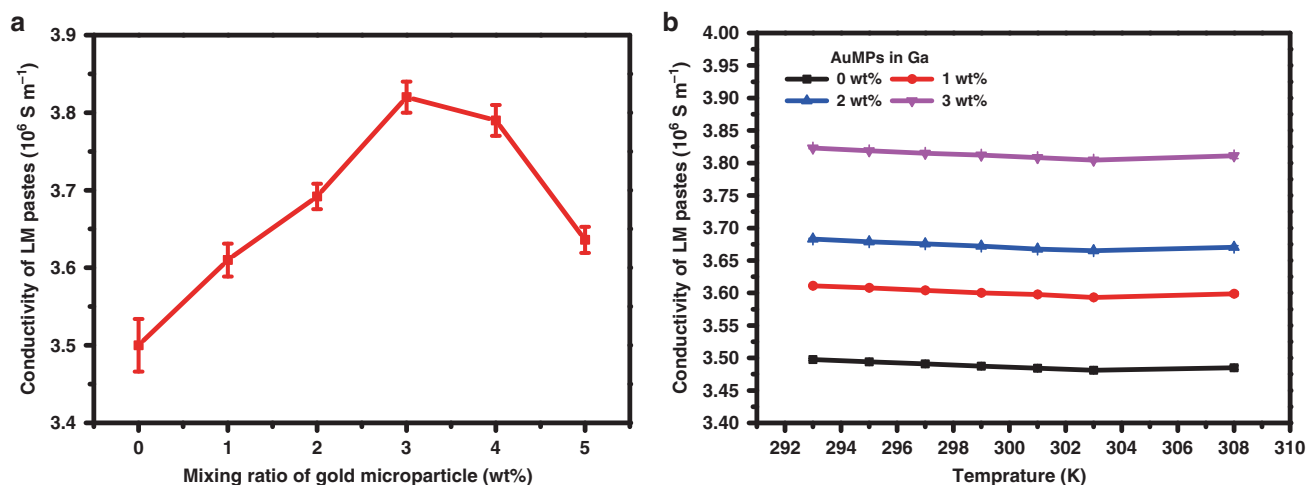 a
3.9
3.8
3.7
3.6
3.5
3.4
Conductivity of LM pastes (10⁶ S m⁻¹)
0 1 2 3 4 5
Mixing ratio of gold microparticle (wt%)
b
4.00
3.95
3.90
3.85
3.80
3.75
3.70
3.65
3.60
3.55
3.50
3.45
3.40
Conductivity of LM pastes (10⁶ S m⁻¹)
AuMPs in Ga
0 wt% 1 wt%
2 wt% 3 wt%
292 294 296 298 300 302 304 306 308 310
Temprature (K)